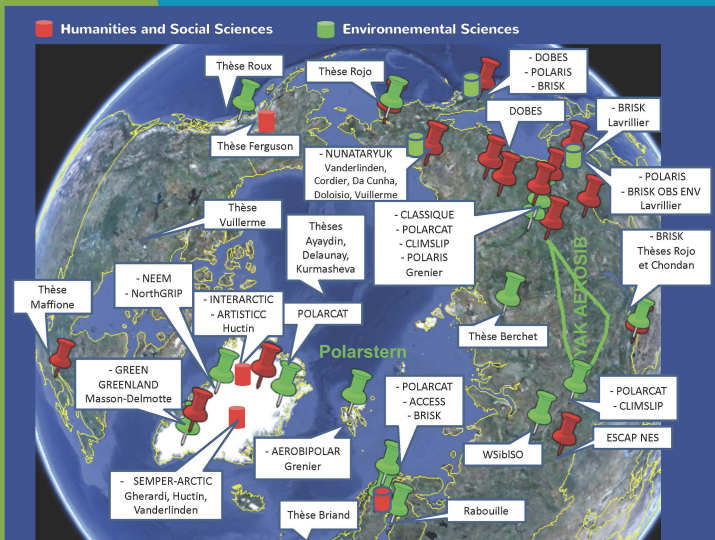 Humanities and Social Sciences
Environnemental Sciences
Thèse Roux
Thèse Rojo
- DOBES
- POLARIS
- BRISK
DOBES
- BRISK
Lavrillier
Thèse Ferguson
- NUNATARYUK
Vanderlinden,
Cordier, Da Cunha,
Doloisio, Vuillerme
- POLARIS
- BRISK OBS ENV
Lavrillier
Thèse
Vuillerme
Thèses
Ayaydin,
Delaunay,
Kurmasheva
- CLASSIQUE
- POLARCAT
- CLIMSLIP
- POLARIS
Grenier
- BRISK
Thèses Rojo
et Chondan
- NEEM
- NorthGRIP
Thèse
Maffione
- INTERARCTIC
- ARTISTICC
Huctin
POLARCAT
Thèse Berchet
YAK AEROSIB
Polarstern
- GREEN
GREENLAND
Masson-Delmotte
- POLARCAT
- ACCESS
- BRISK
- POLARCAT
- CLIMSLIP
- AEROBIPOLAR
Grenier
WSibISO
ESCAP NES
- SEMPER-ARCTIC
Gherardi, Huctin,
Vanderlinden
Thèse Briand
Rabouille